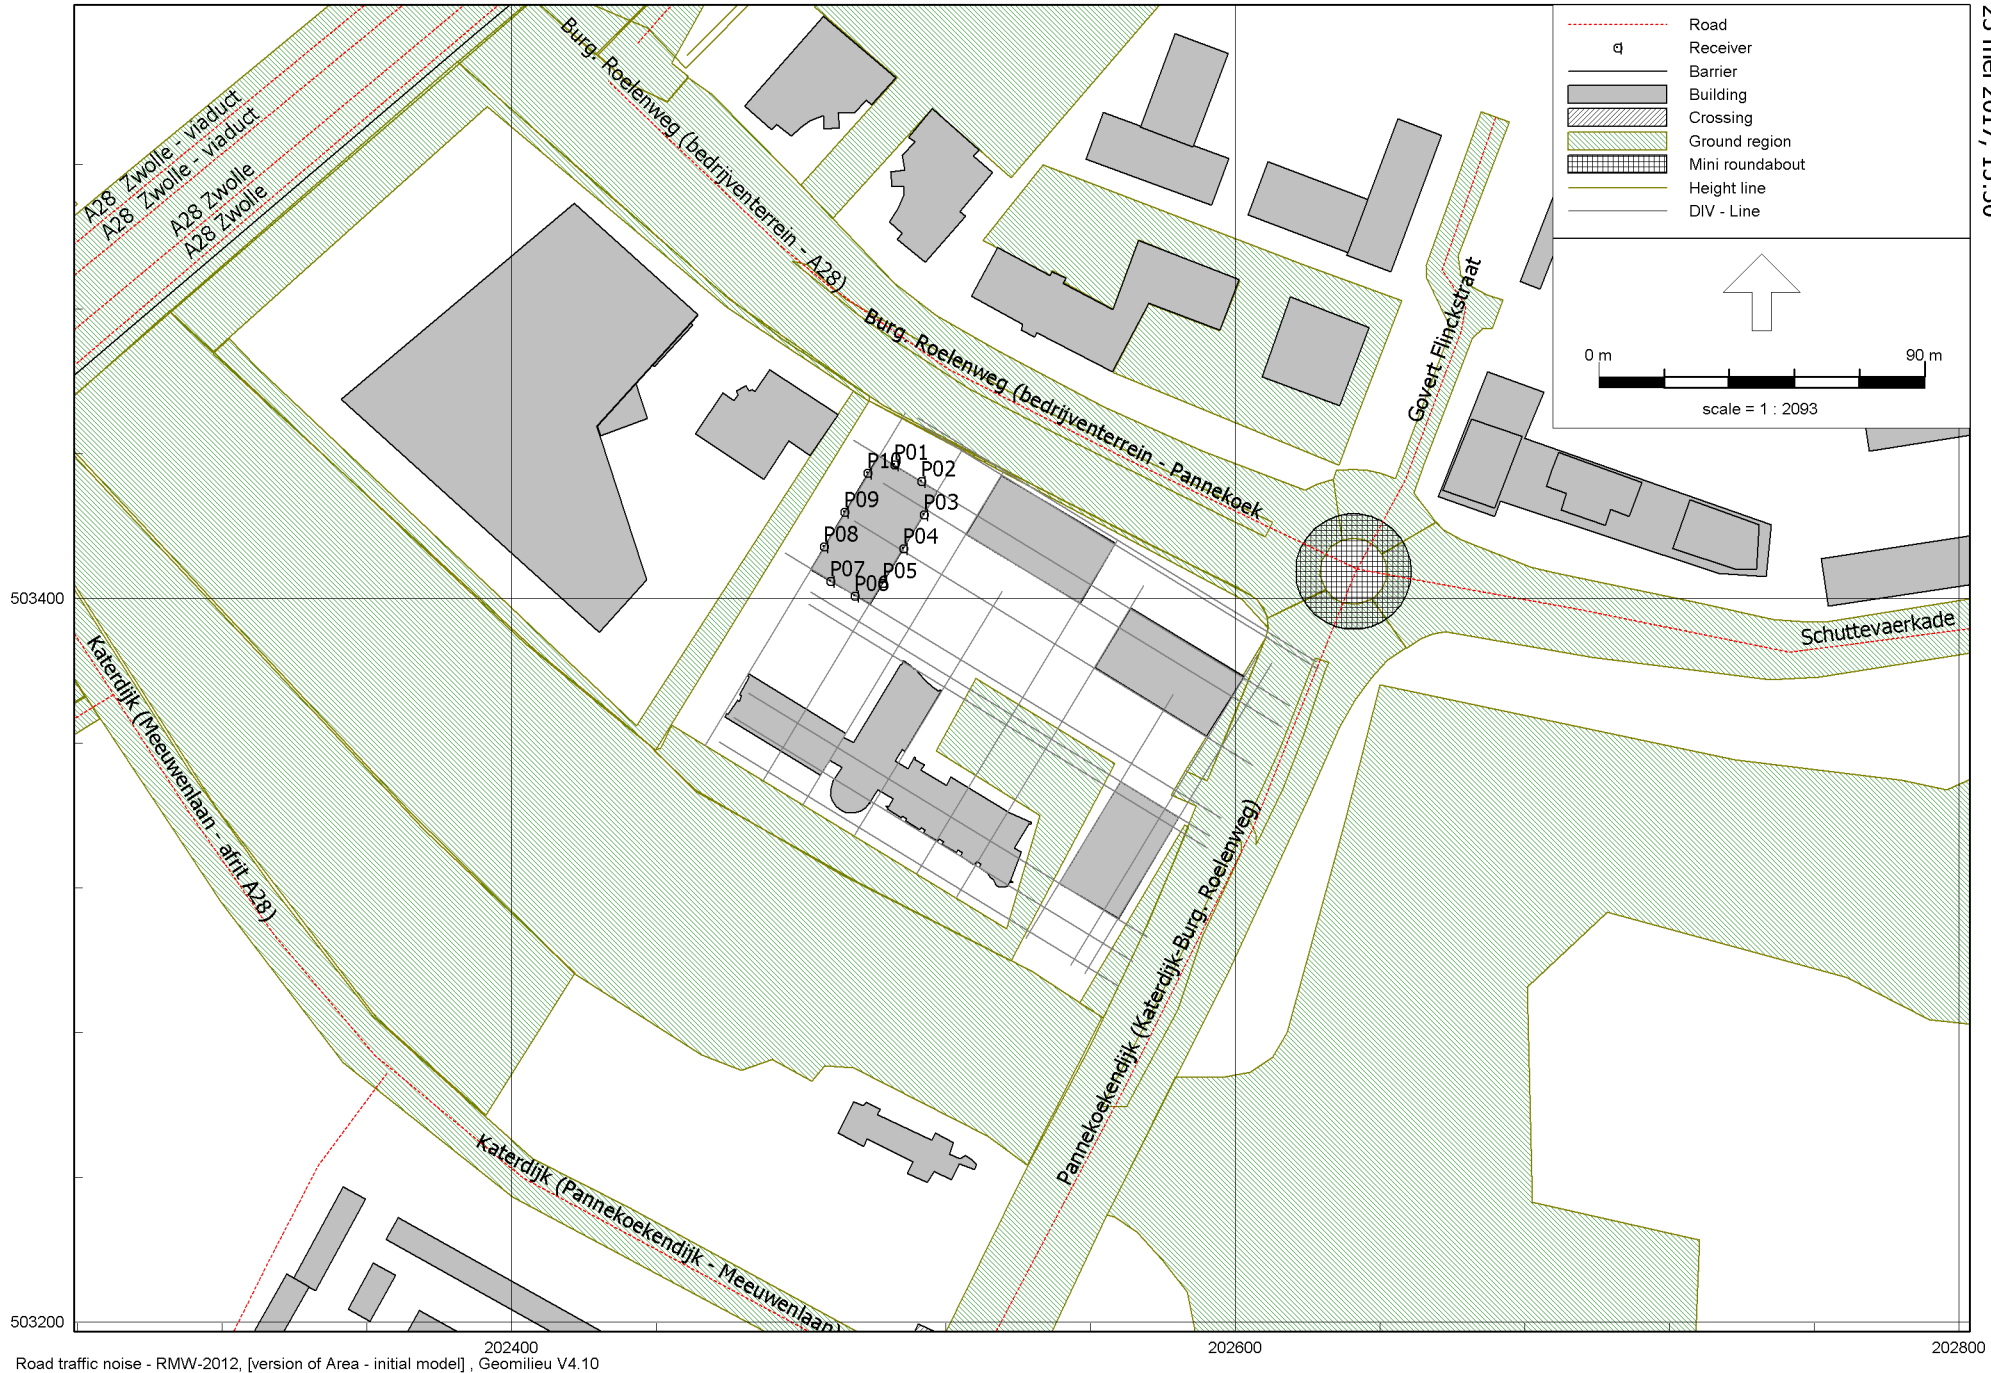 Road
Receiver
Barrier
Building
Crossing
Ground region
Mini roundabout
Height line
DIV - Line
0 m
90 m
scale = 1 : 2093
A28 Zwolle - viaduct
A28 Zwolle - viaduct
A28 Zwolle
A28 Zwolle
Burg. Roelenweg (bedrijventerrein - A28)
Burg. Roelenweg (bedrijventerrein - Pannekoek
Govert Flinckstraat
Schuttevaerkade
P10
P01
P02
P09
P03
P08
P04
P07
P06
P05
Katerdijk (Meeuwenlaan - afrit A28)
Pannekoekendijk (Katerdijk-Burg. Roelenweg)
Katerdijk (Pannekoekendijk - Meeuwenlaan)
503400
503200
202400
202600
202800
Road traffic noise - RMW-2012, [version of Area - initial model] , Geomilieu V4.10